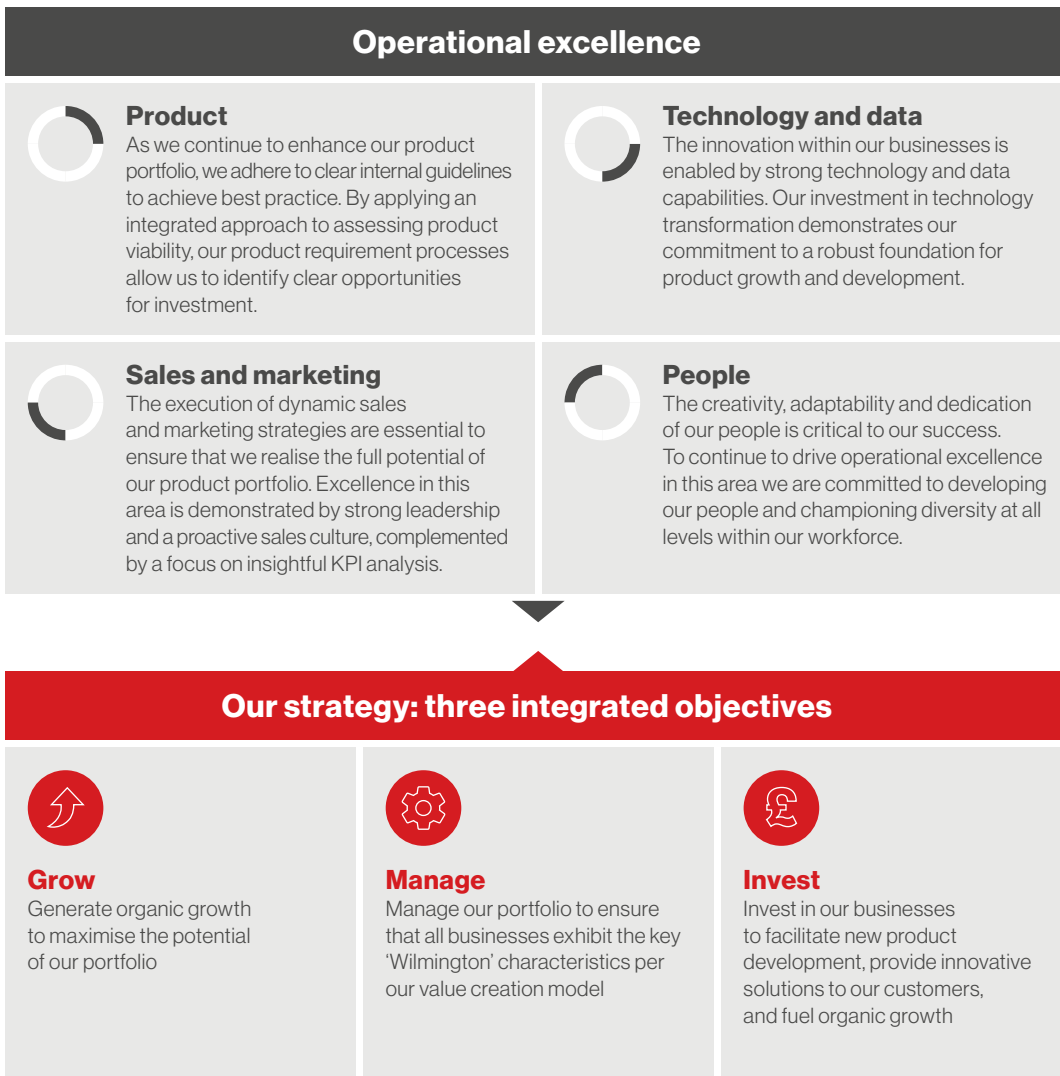 Operational excellence
Product
As we continue to enhance our product
portfolio, we adhere to clear internal guidelines
to achieve best practice. By applying an
integrated approach to assessing product
viability, our product requirement processes
allow us to identify clear opportunities
for investment.
Technology and data
The innovation within our businesses is
enabled by strong technology and data
capabilities. Our investment in technology
transformation demonstrates our
commitment to a robust foundation for
product growth and development.
Sales and marketing
The execution of dynamic sales
and marketing strategies are essential to
ensure that we realise the full potential of
our product portfolio. Excellence in this
area is demonstrated by strong leadership
and a proactive sales culture, complemented
by a focus on insightful KPI analysis.
People
The creativity, adaptability and dedication
of our people is critical to our success.
To continue to drive operational excellence
in this area we are committed to developing
our people and championing diversity at all
levels within our workforce.
Our strategy: three integrated objectives
Grow
Generate organic growth
to maximise the potential
of our portfolio
Manage
Manage our portfolio to ensure
that all businesses exhibit the key
‘Wilmington’ characteristics per
our value creation model
£
Invest
Invest in our businesses
to facilitate new product
development, provide innovative
solutions to our customers,
and fuel organic growth